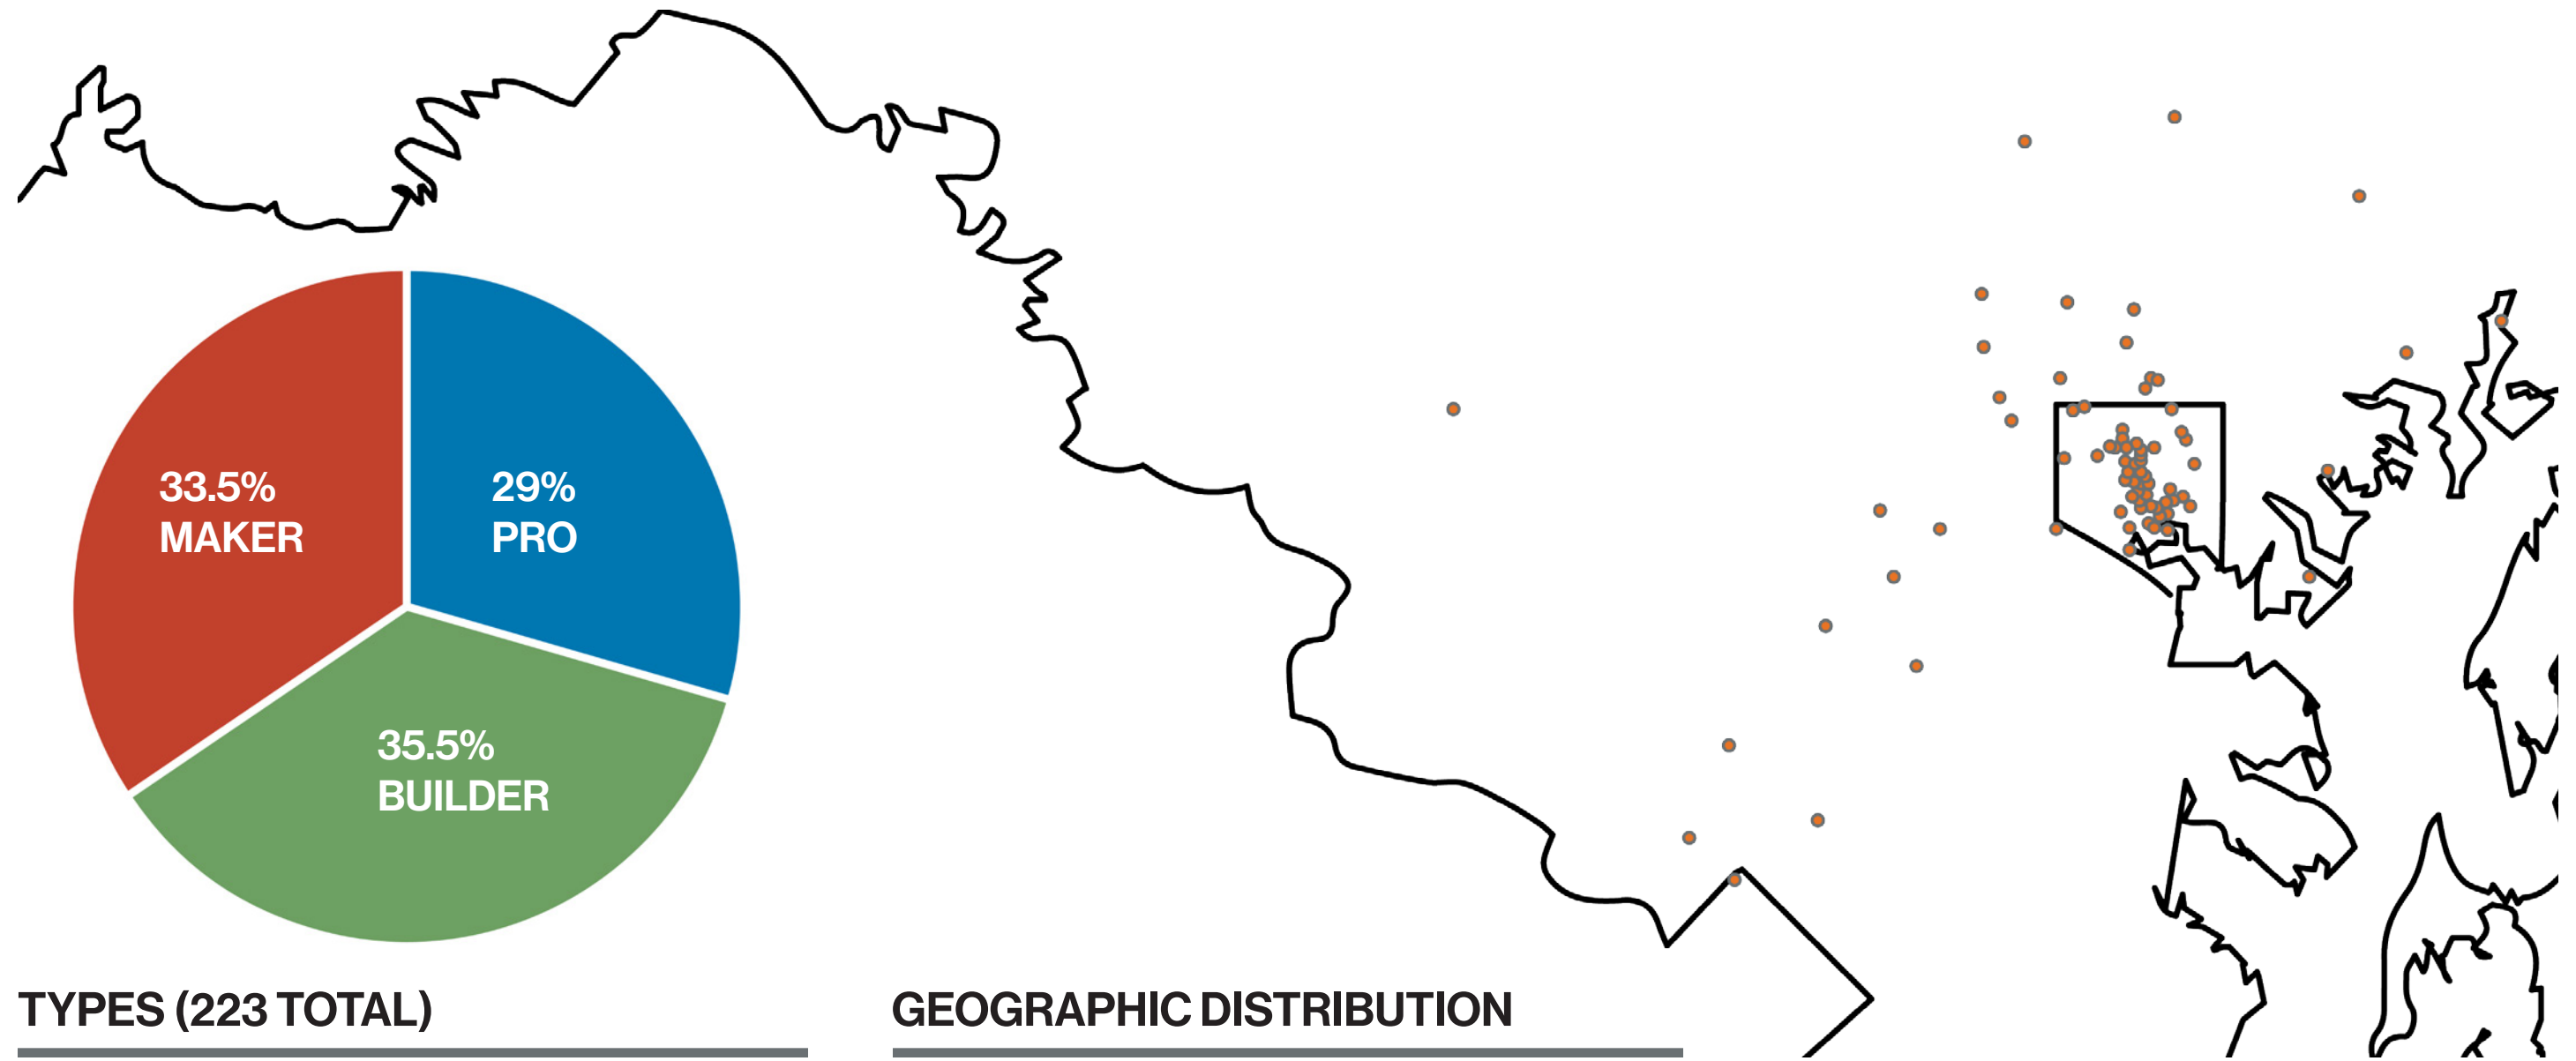 33.5%
MAKER
29%
PRO
35.5%
BUILDER
TYPES (223 TOTAL)
GEOGRAPHIC DISTRIBUTION